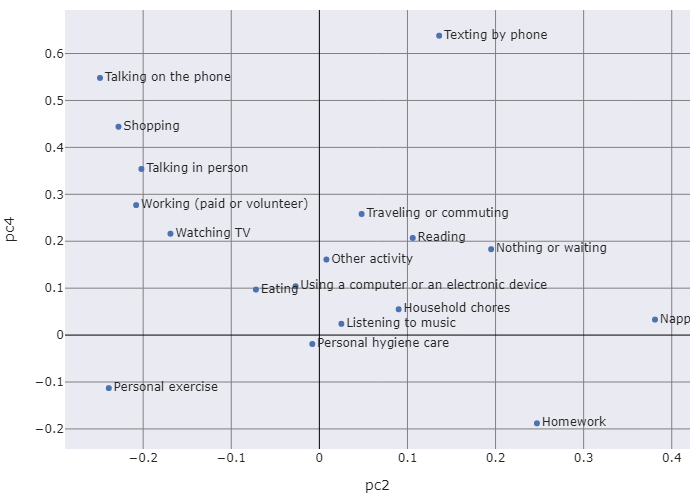 Texting by phone
0.6
Talking on the phone
0.5
Shopping
0.4
Talking in person
0.3
Working (paid or volunteer)
Traveling or commuting
Watching TV
Reading
0.2
Nothing or waiting
Other activity
Using a computer or an electronic device
Eating
0.1
Household chores
Listening to music
Napp
0
Personal hygiene care
−0.1
Personal exercise
Homework
−0.2
pc4
−0.2
−0.1
0
0.1
0.2
0.3
0.4
pc2